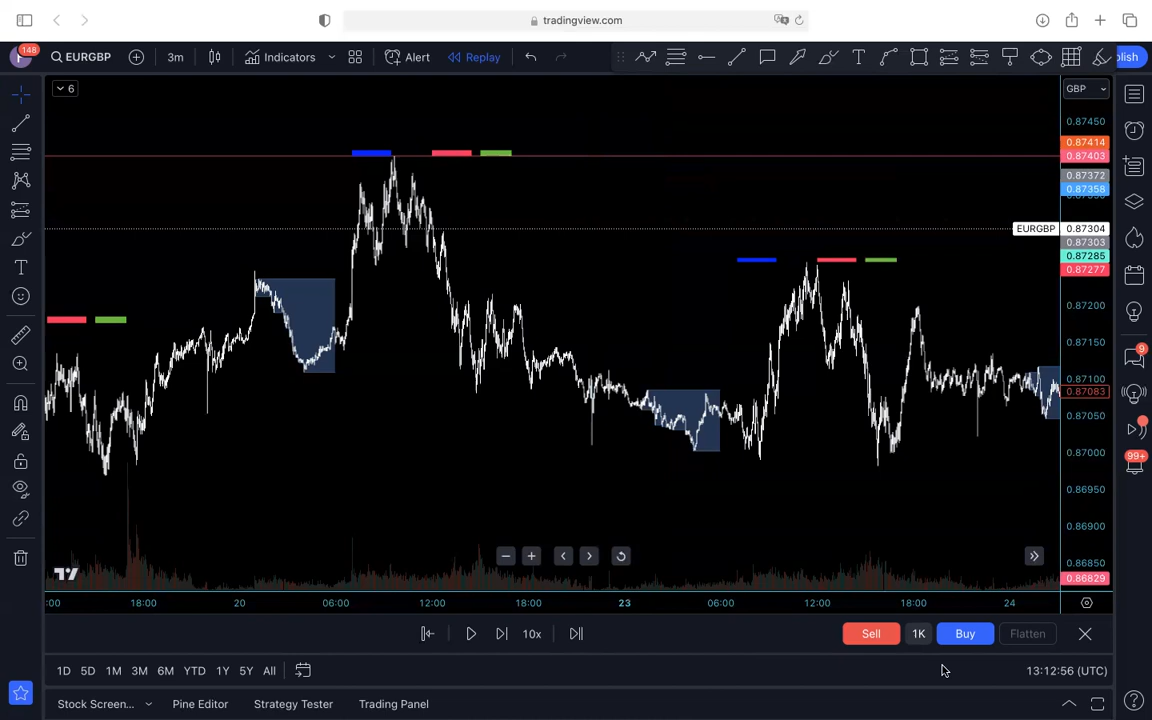 tradingview.com
148
EURGBP
3m
Indicators
Alert
Replay
lish
6
GBP
0.87450
0.87414
0.87403
0.87372
0.87358
EURGBP
0.87304
0.87303
0.87285
0.87277
0.87200
0.87150
0.87100
0.87083
0.87050
0.87000
0.86950
0.86900
0.86850
0.86829
9
99+
:00
18:00
20
06:00
12:00
18:00
23
06:00
12:00
18:00
24
10x
Sell
1K
Buy
Flatten
1D 5D 1M 3M 6M YTD 1Y 5Y All
13:12:56 (UTC)
Stock Screen...
Pine Editor
Strategy Tester
Trading Panel